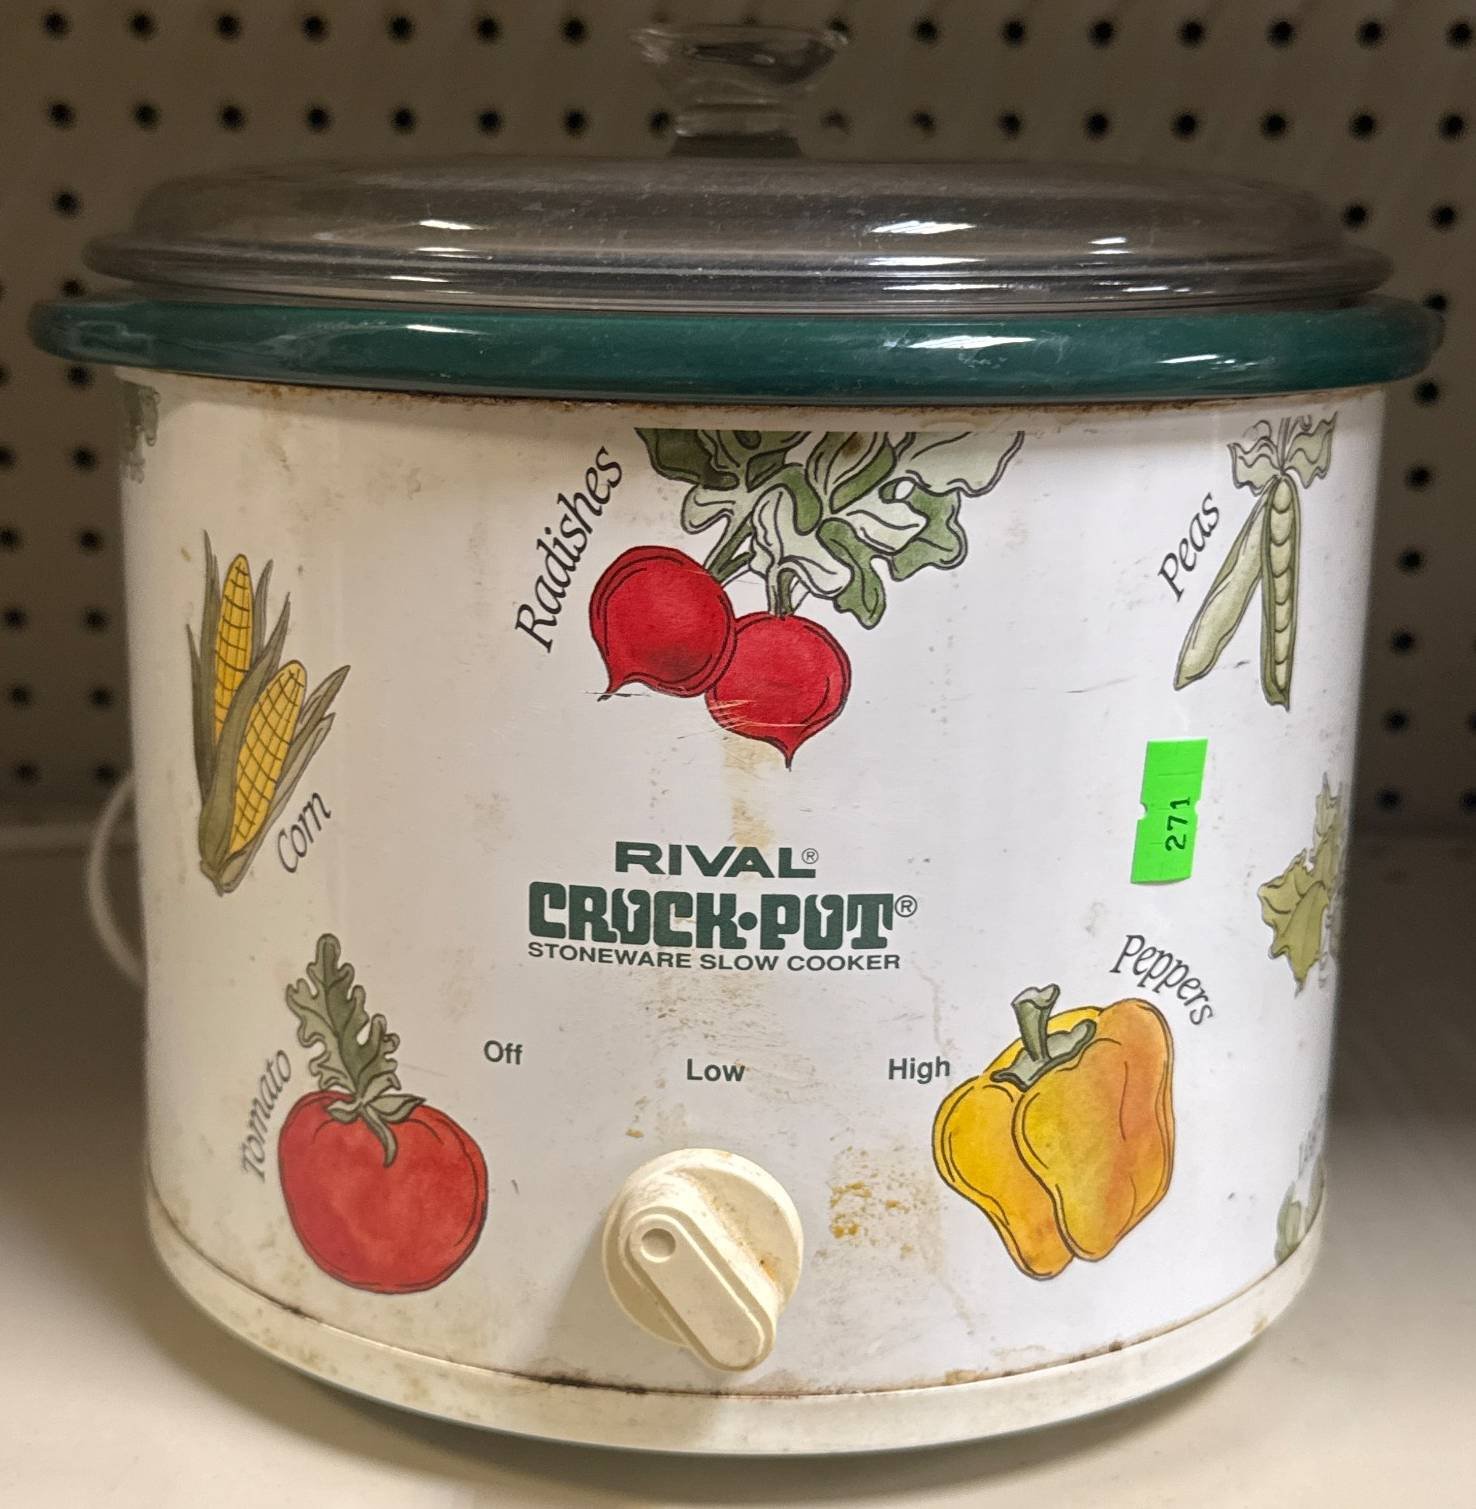 Radishes
Peas
Corn
271
RIVAL®
CROCK•POT®
STONEWARE SLOW COOKER
Peppers
Tomato
Off
Low
High